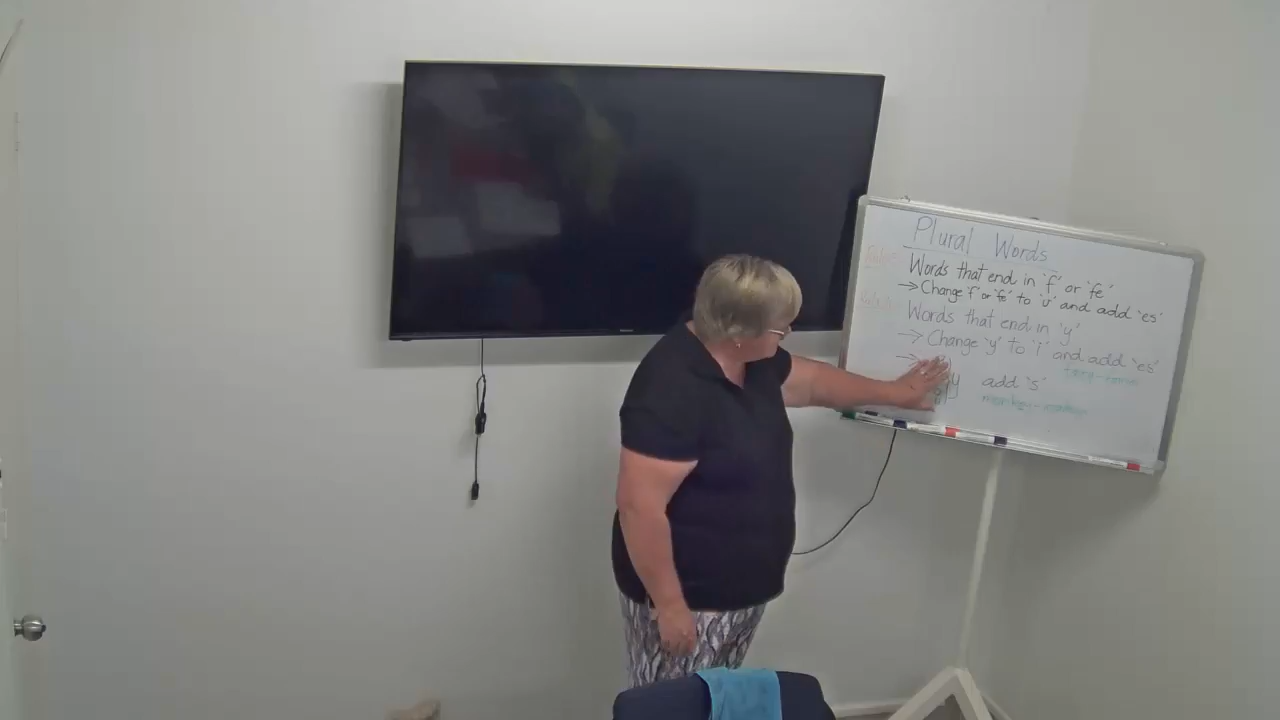 Plural Words
Words that end in 'f' or 'fe'
→ Change 'f' or 'fe' to 'v' and add 'es'
Words that end in 'y'
→ Change 'y' to 'i' and add 'es'
→
y add 's'